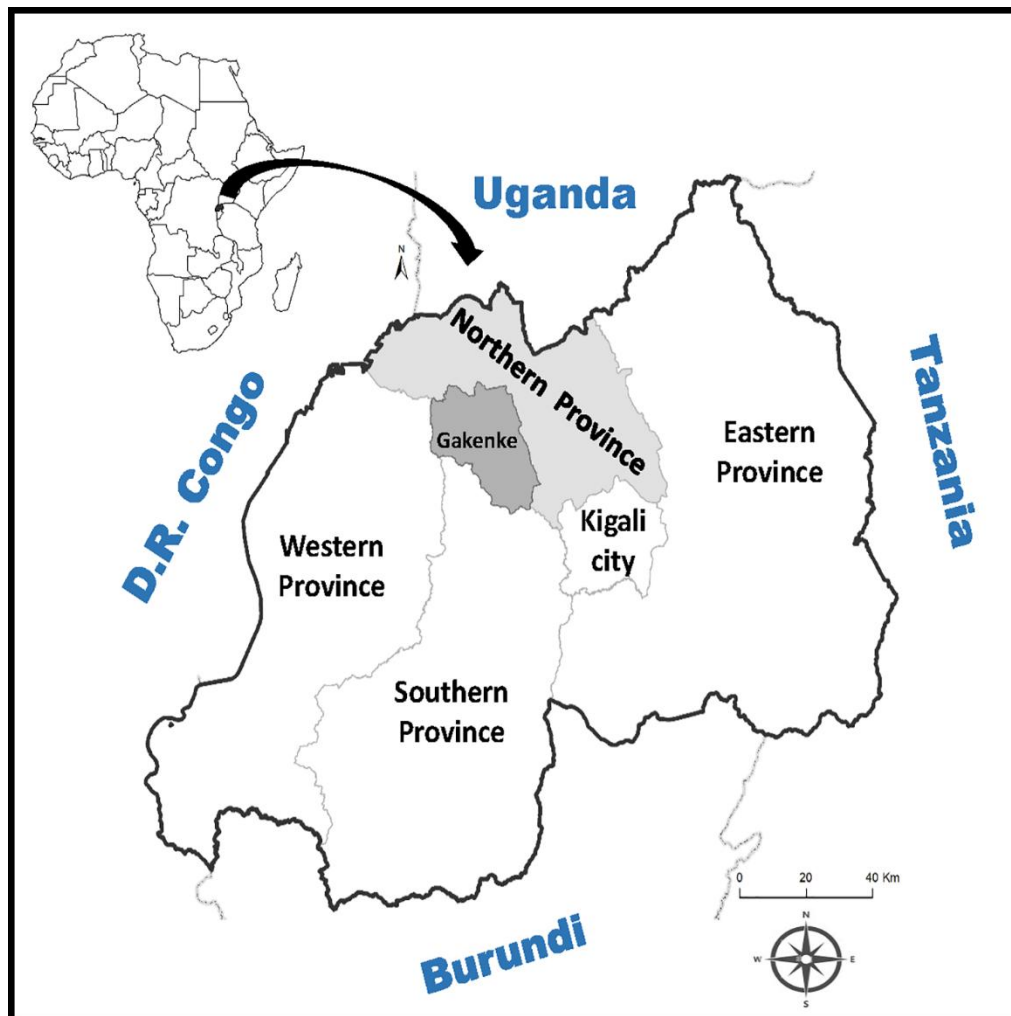 Uganda
N
Northern Province
Tanzania
D.R. Congo
Gakenke
Eastern
Province
Kigali
city
Western
Province
Southern
Province
0 20 40 Km
Burundi
N
W E
S